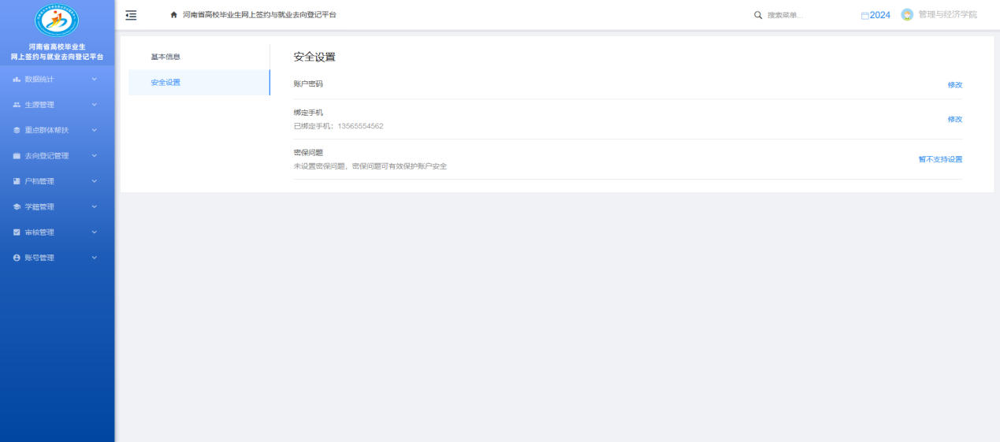 河南省高校毕业生
网上签约与就业去向登记平台
数据统计
生源管理
重点群体帮扶
去向登记管理
户档管理
学籍管理
审核管理
账号管理
河南省高校毕业生网上签约与就业去向登记平台
搜索菜单...
2024
管理与经济学院
基本信息
安全设置
安全设置
账户密码
修改
绑定手机
已绑定手机：13565554562
修改
密保问题
未设置密保问题，密保问题可有效保护账户安全
暂不支持设置